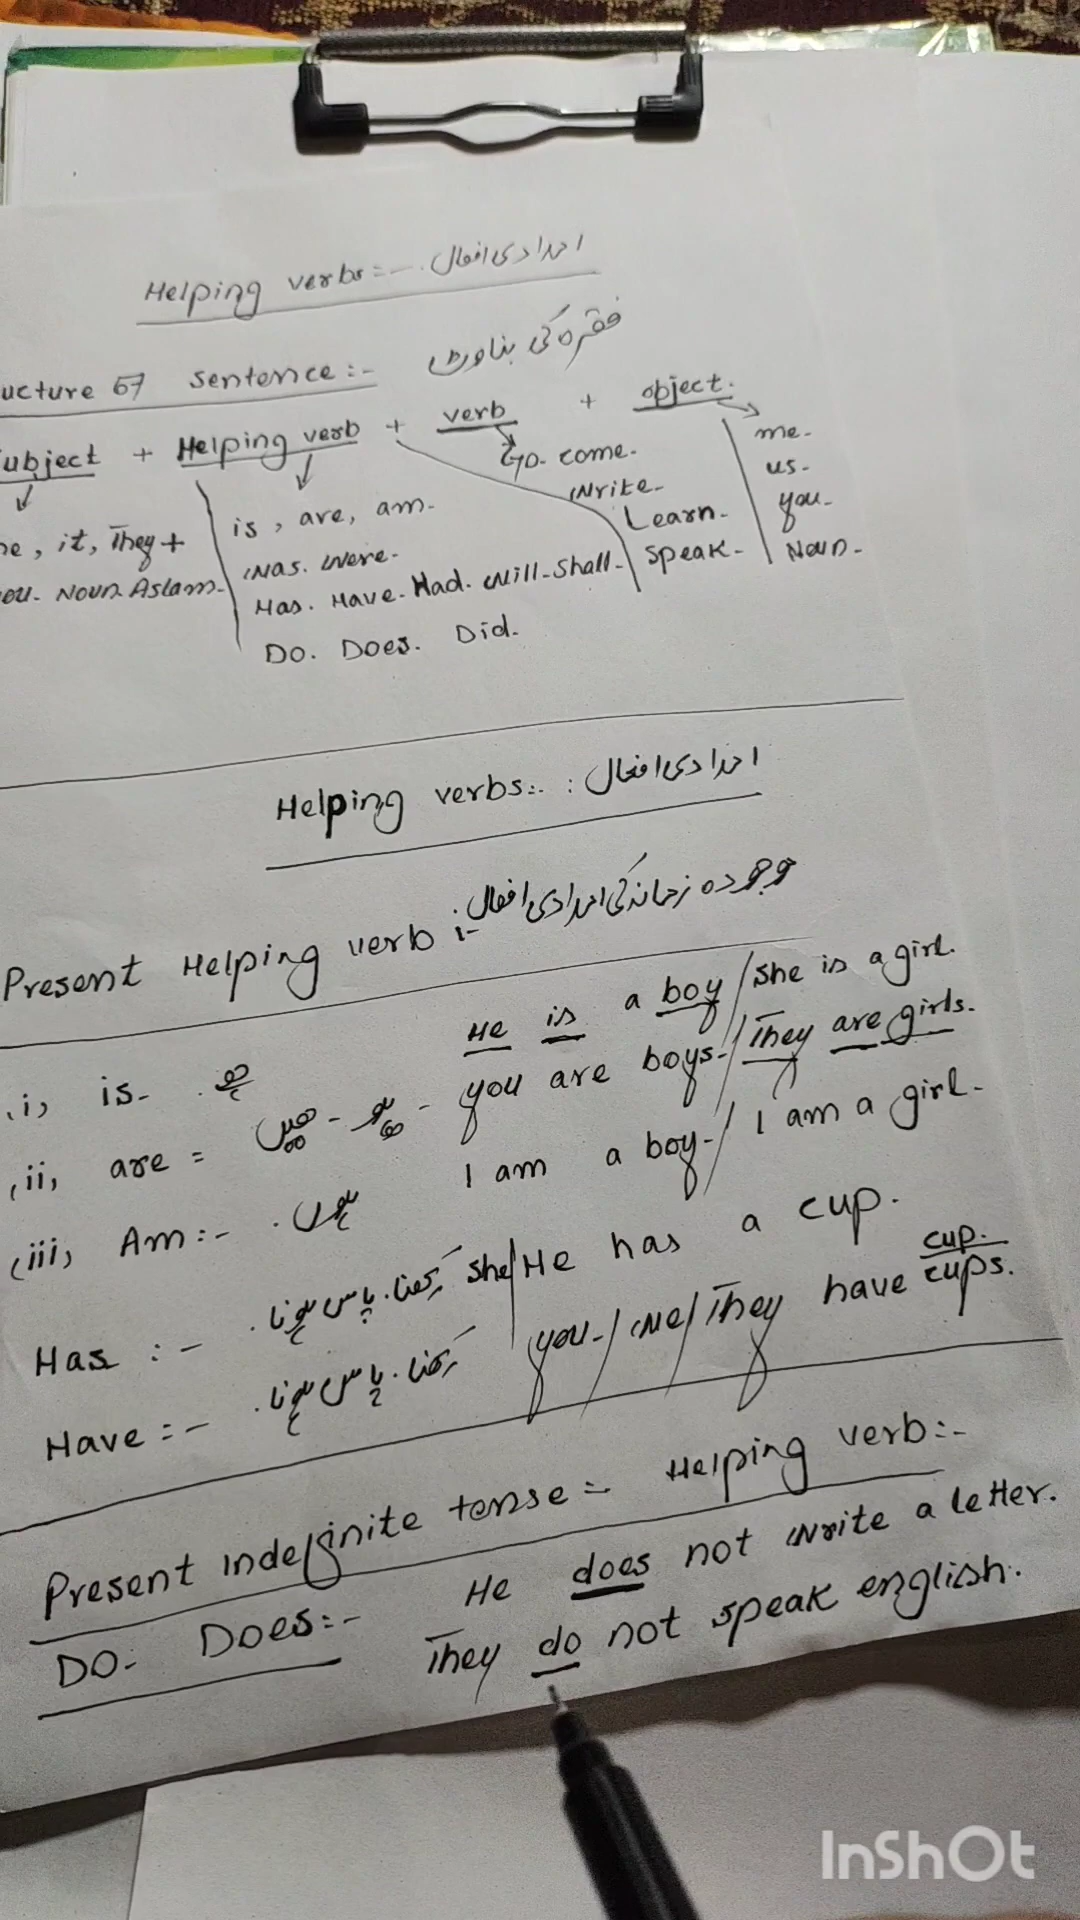 Helping verbs:-. امدادی افعال
ucture of sentence:- فقرہ کی بناوٹ
ubject + Helping verb + verb + object.
he, it, They + is, are, am. Go. come. me.
ou. Noun. Aslam. Was. Were. Write. us.
Has. Have. Had. Will. Shall. Learn. you.
Do. Does. Did. Speak. Noun.
Helping verbs:. : امدادی افعال
Present Helping verb :- موجودہ زمانہ کی امدادی افعال.
(i) is- ہے. He is a boy / She is a girl.
(ii) are = ہیں - ہو - you are boys. / They are girls.
(iii) Am:- ہوں. I am a boy. / I am a girl.
Has :- رکھنا. پاس ہونا. She/He has a cup.
Have :- رکھنا. پاس ہونا. you./We/They have cup. cups.
Present indefinite tense = Helping verb:-
DO. DOES:- He does not write a letter.
They do not speak english.
InShOt